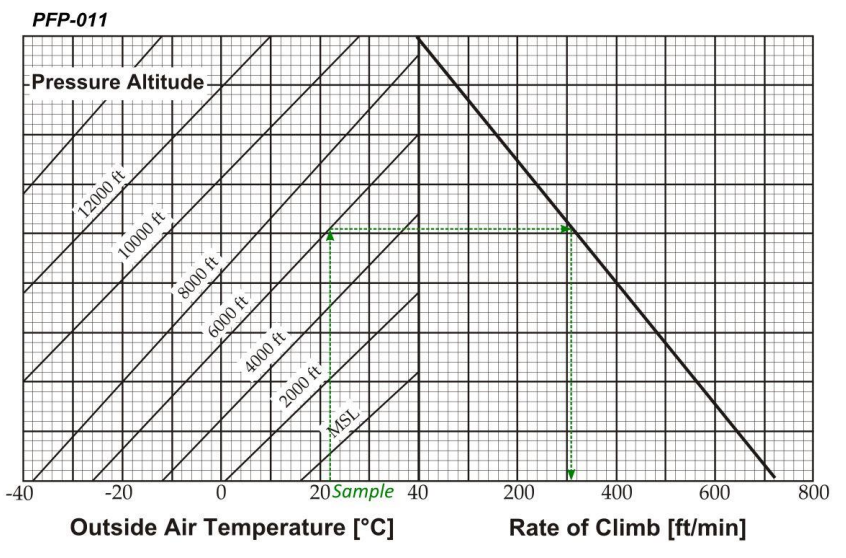 PFP-011
Pressure Altitude
12000 ft
10000 ft
8000 ft
6000 ft
4000 ft
2000 ft
MSL
-40 -20 0 20 Sample 40 200 400 600 800
Outside Air Temperature [°C] Rate of Climb [ft/min]